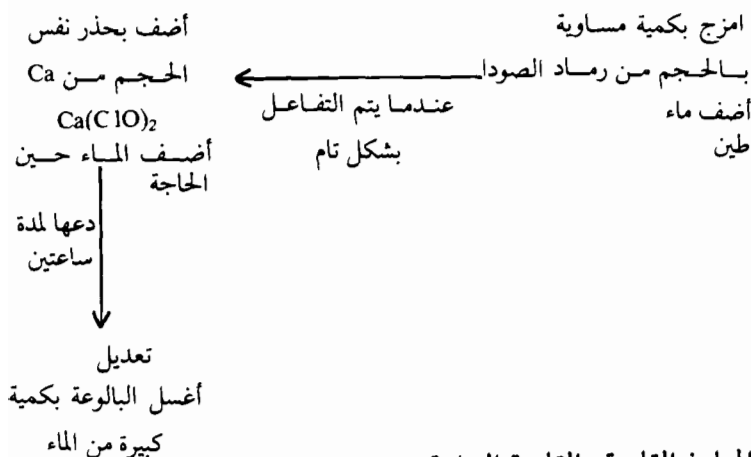 امزج بكمية مساوية
بالحجم من رماد الصودا
أضف ماء
طين
عندما يتم التفاعل
بشكل تام
أضف بحذر نفس
الحجم من Ca
Ca(ClO)₂
أضف الماء حين
الحاجة
دعها لمدة
ساعتين
تعديل
أغسل البالوعة بكمية
كبيرة من الماء